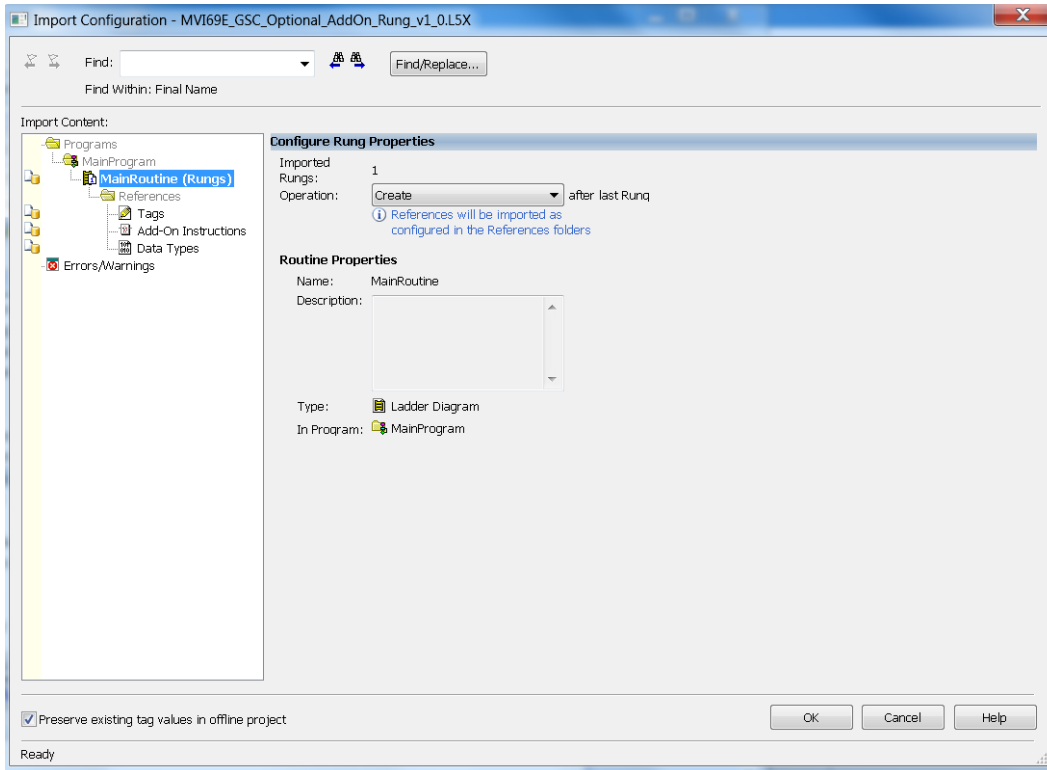 Import Configuration - MVI69E_GSC_Optional_AddOn_Rung_v1_0.L5X
Find:
Find/Replace...
Find Within: Final Name
Import Content:
Programs
MainProgram
MainRoutine (Rungs)
References
Tags
Add-On Instructions
Data Types
Errors/Warnings
Configure Rung Properties
Imported
Rungs:
1
Operation:
Create
after last Rung
References will be imported as
configured in the References folders
Routine Properties
Name:
MainRoutine
Description:
Type:
Ladder Diagram
In Program:
MainProgram
Preserve existing tag values in offline project
OK
Cancel
Help
Ready